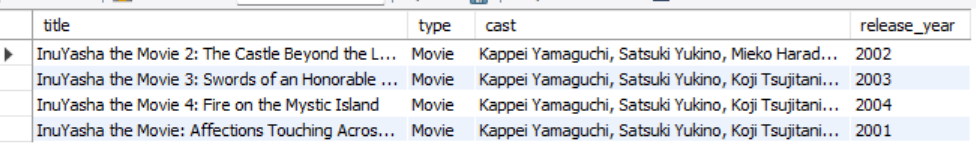 title type cast release_year
InuYasha the Movie 2: The Castle Beyond the L... Movie Kappei Yamaguchi, Satsuki Yukino, Mieko Harad... 2002
InuYasha the Movie 3: Swords of an Honorable ... Movie Kappei Yamaguchi, Satsuki Yukino, Koji Tsujitani... 2003
InuYasha the Movie 4: Fire on the Mystic Island Movie Kappei Yamaguchi, Satsuki Yukino, Koji Tsujitani... 2004
InuYasha the Movie: Affections Touching Acros... Movie Kappei Yamaguchi, Satsuki Yukino, Koji Tsujitani... 2001